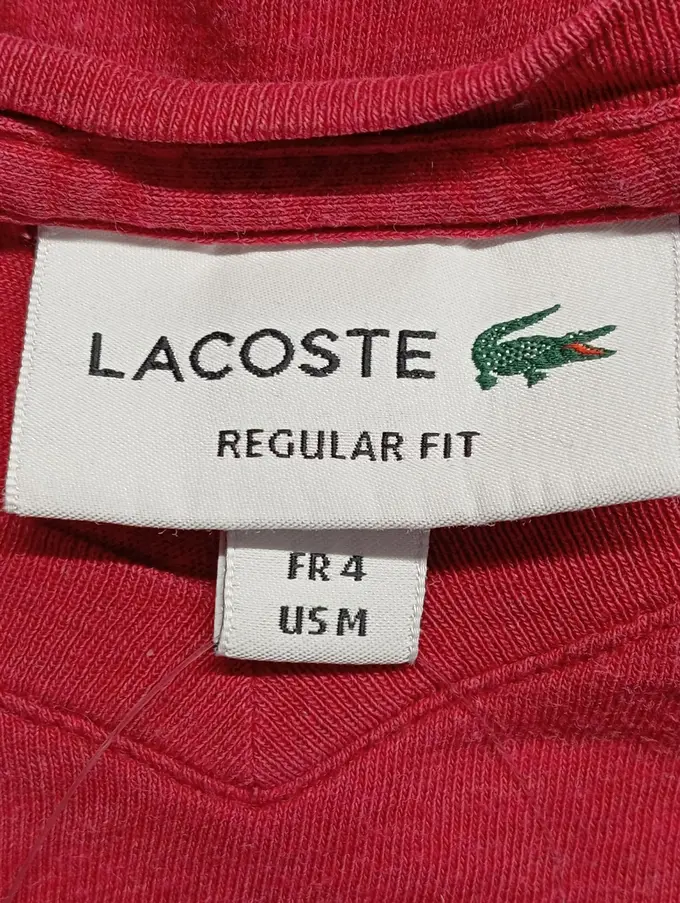 LACOSTE
REGULAR FIT
FR 4
US M